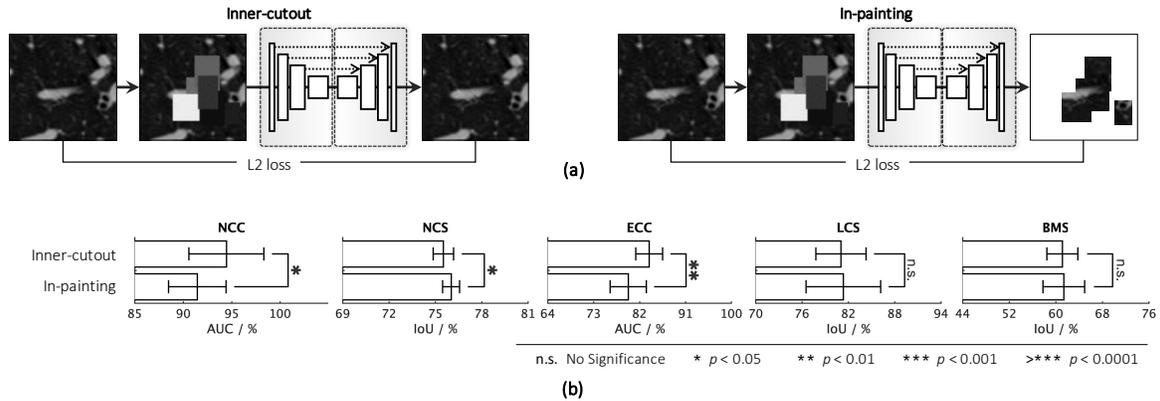 Inner-cutout In-painting
L2 loss L2 loss
(a)
NCC NCS ECC LCS BMS
Inner-cutout * * ** n.s. n.s.
In-painting
85 90 95 100 69 72 75 78 81 64 73 82 91 100 70 76 82 88 94 44 52 60 68 76
AUC / % IoU / % AUC / % IoU / % IoU / %
n.s. No Significance * p < 0.05 ** p < 0.01 *** p < 0.001 >*** p < 0.0001
(b)